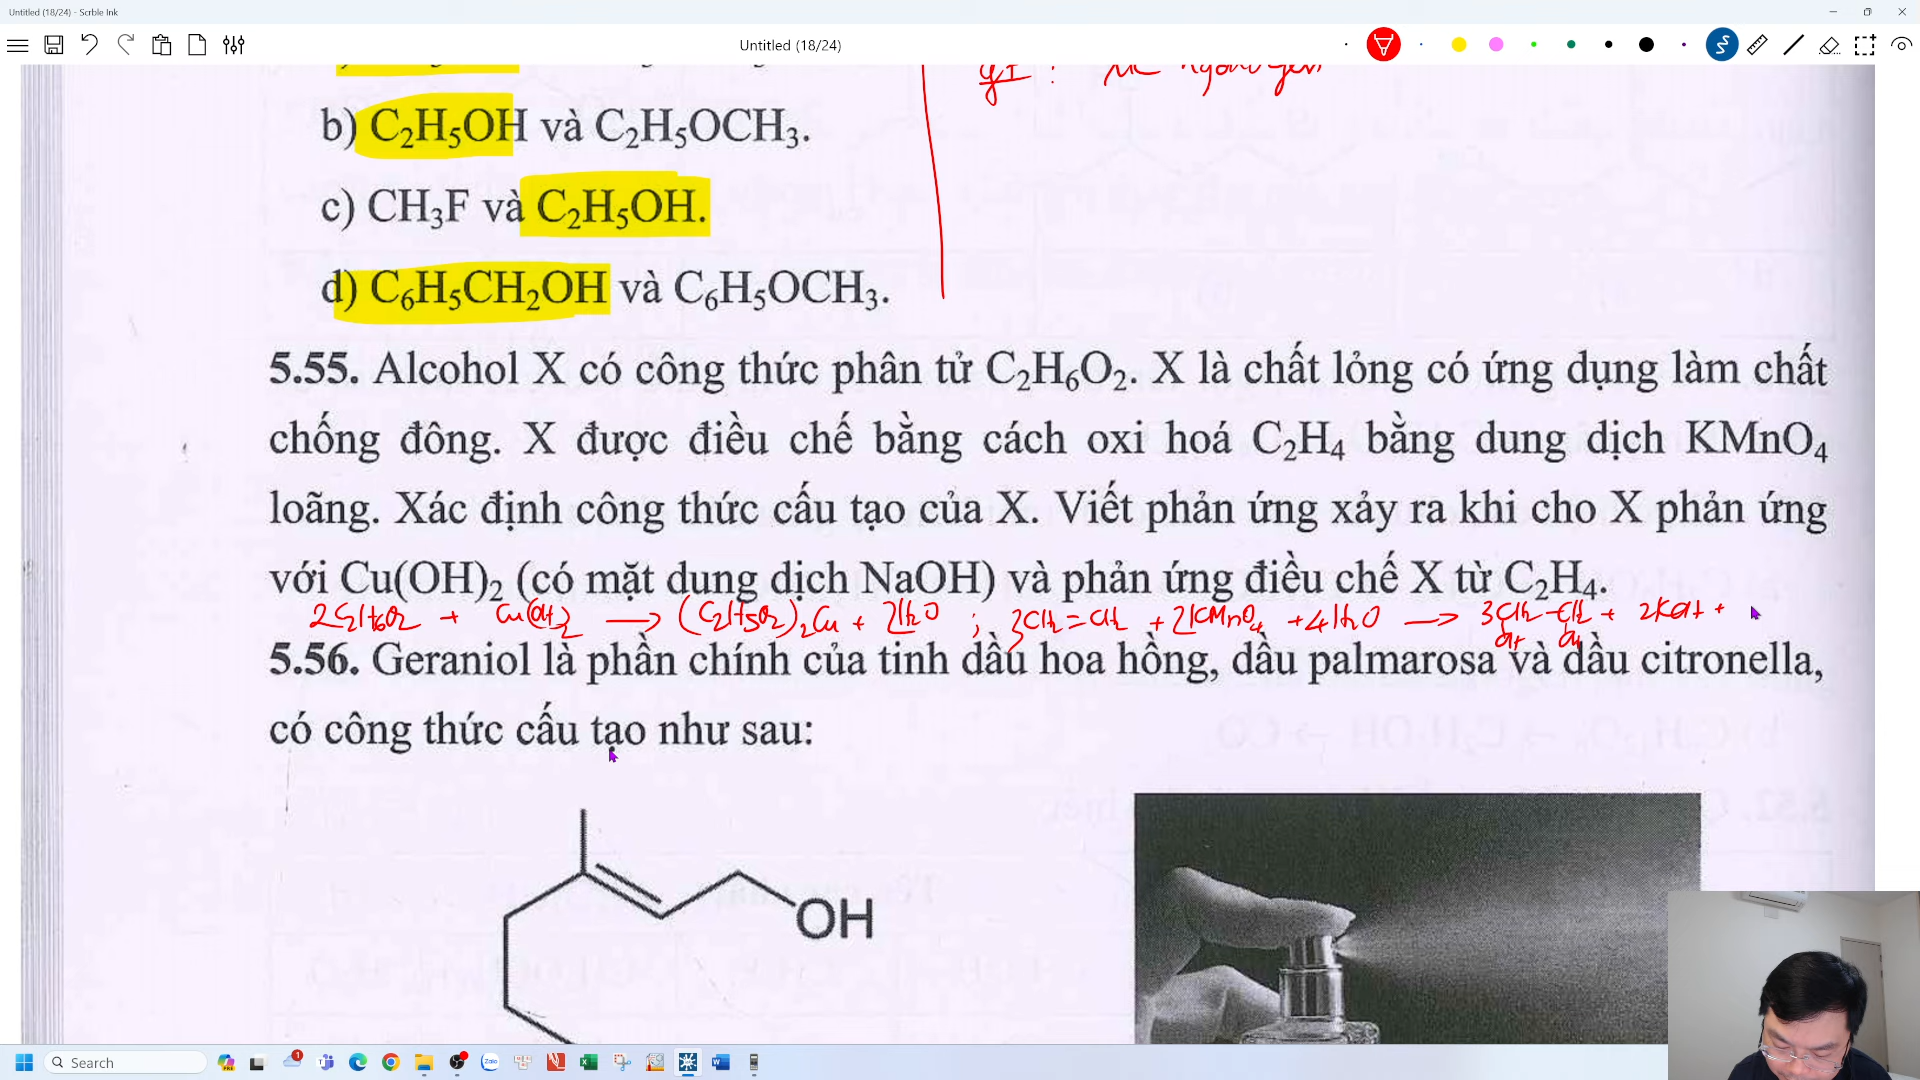 Untitled (18/24) - Scrble Ink
Untitled (18/24)
b) C₂H₅OH và C₂H₅OCH₃.
c) CH₃F và C₂H₅OH.
d) C₆H₅CH₂OH và C₆H₅OCH₃.
5.55. Alcohol X có công thức phân tử C₂H₆O₂. X là chất lỏng có ứng dụng làm chất
chống đông. X được điều chế bằng cách oxi hoá C₂H₄ bằng dung dịch KMnO₄
loãng. Xác định công thức cấu tạo của X. Viết phản ứng xảy ra khi cho X phản ứng
với Cu(OH)₂ (có mặt dung dịch NaOH) và phản ứng điều chế X từ C₂H₄.
2C₂H₆O₂ + Cu(OH)₂ → (C₂H₅O₂)₂Cu + 2H₂O ; 3CH₂=CH₂ + 2KMnO₄ + 4H₂O → 3CH₂-CH₂ + 2KOH +
OH OH
5.56. Geraniol là phần chính của tinh dầu hoa hồng, dầu palmarosa và dầu citronella,
có công thức cấu tạo như sau:
OH
Search